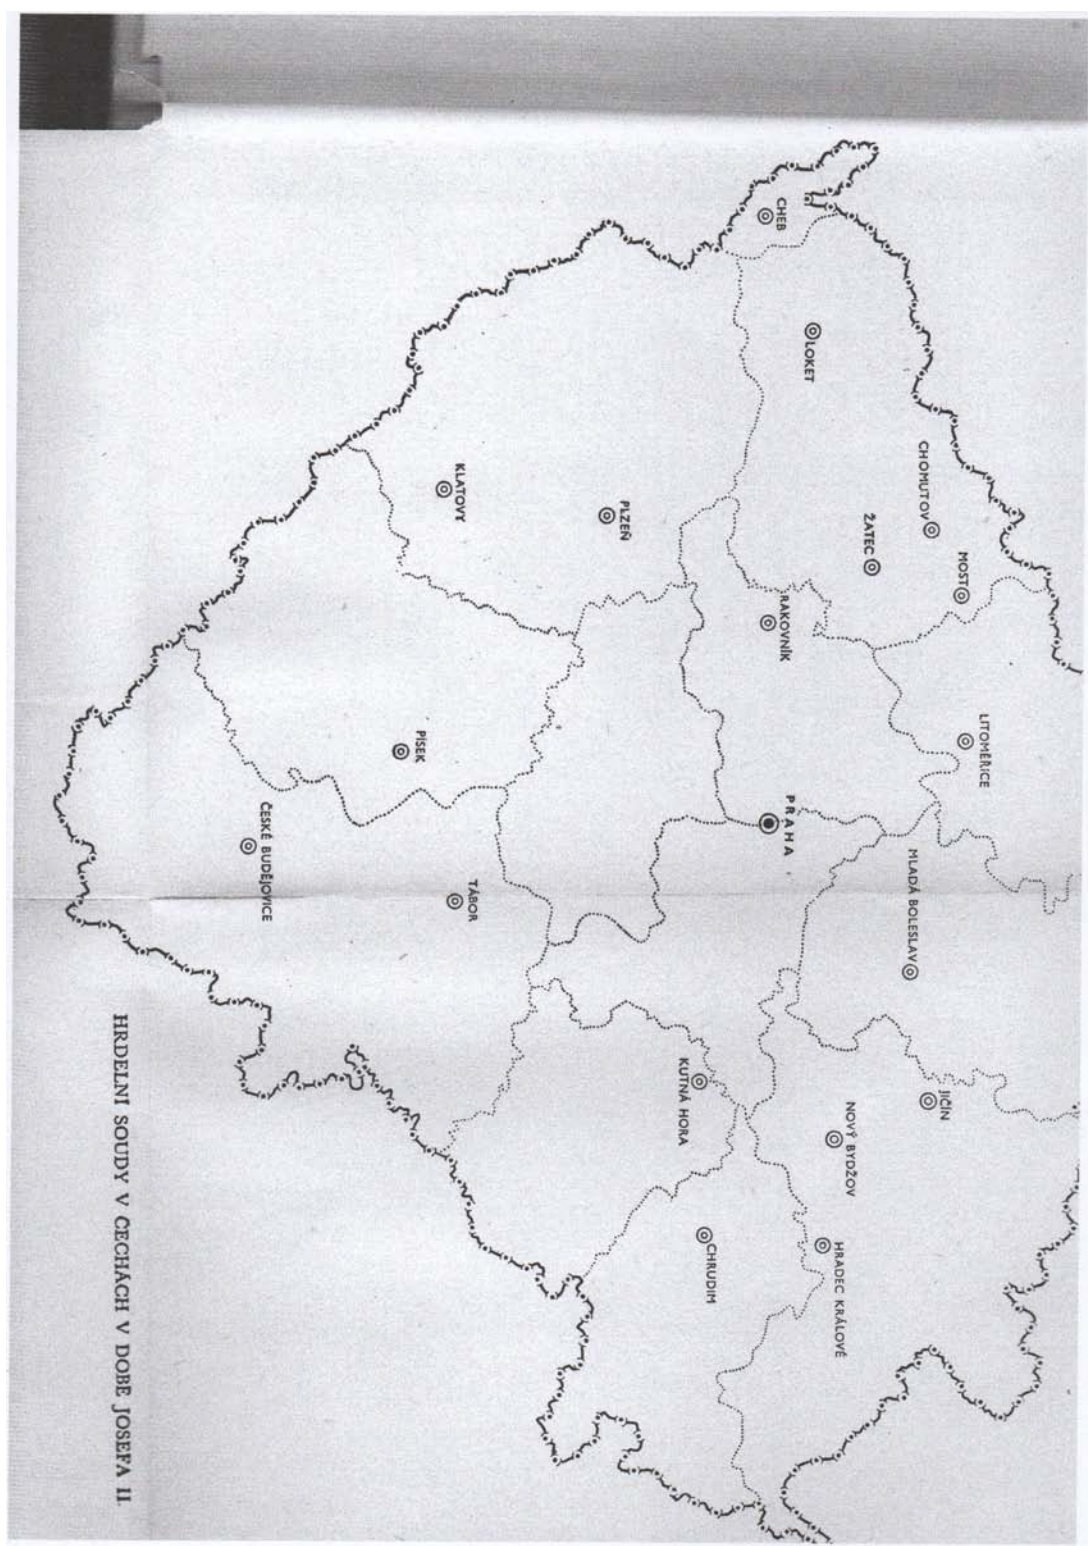 CHEB
LOKET
CHOMUTOV
ŽATEC
MOST
KLATOVY
PLZEŇ
RAKOVNÍK
LITOMĚŘICE
PÍSEK
PRAHA
MLADÁ BOLESLAV
ČESKÉ BUDĚJOVICE
TÁBOR
JIČÍN
KUTNÁ HORA
NOVÝ BYDŽOV
HRADEC KRÁLOVÉ
CHRUDIM
HRDELNÍ SOUDY V ČECHÁCH V DOBE JOSEFA II.